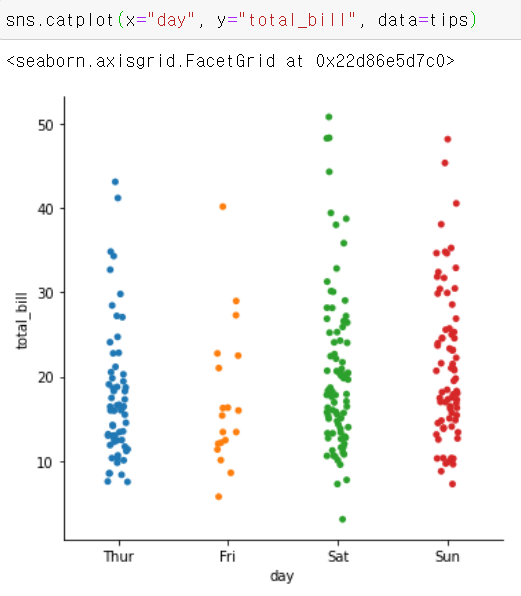 sns.catplot(x="day", y="total_bill", data=tips)
<seaborn.axisgrid.FacetGrid at 0x22d86e5d7c0>
50
40
30
20
10
total_bill
Thur Fri Sat Sun
day